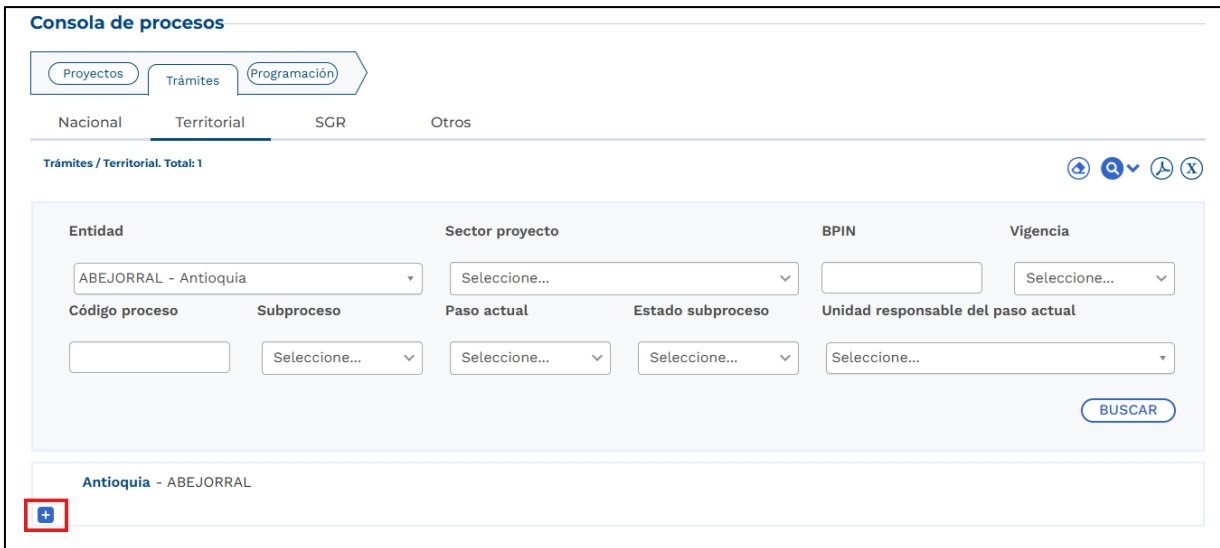 Consola de procesos
Proyectos Trámites Programación
Nacional Territorial SGR Otros
Trámites / Territorial. Total: 1
Entidad Sector proyecto BPIN Vigencia
ABEJORRAL - Antioquia Seleccione... Seleccione...
Código proceso Subproceso Paso actual Estado subproceso Unidad responsable del paso actual
Seleccione... Seleccione... Seleccione... Seleccione...
BUSCAR
Antioquia - ABEJORRAL